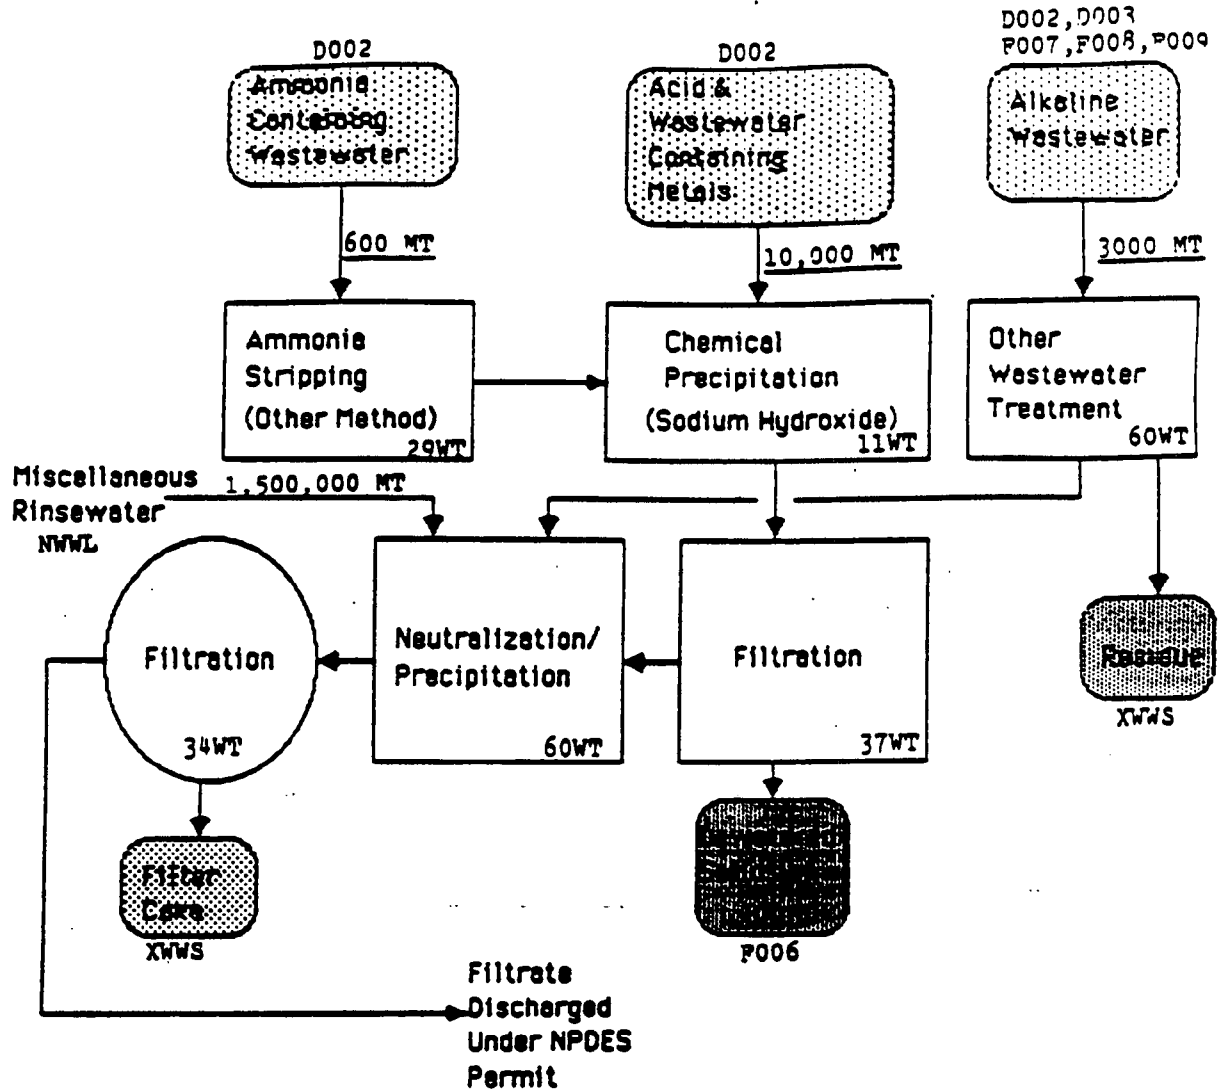 D002
Ammonia
Containing
Wastewater
D002
Acid &
Wastewater
Containing
Metals
D002,D003
F007,F008,F009
Alkaline
Wastewater
600 MT
10,000 MT
3000 MT
Ammonia
Stripping
(Other Method)
29WT
Chemical
Precipitation
(Sodium Hydroxide)
11WT
Other
Wastewater
Treatment
60WT
Miscellaneous
Rinsewater
NWWL
1,500,000 MT
Filtration
34WT
Neutralization/
Precipitation
60WT
Filtration
37WT
Residue
XWWS
Filter
Cake
XWWS
F006
Filtrate
Discharged
Under NPDES
Permit